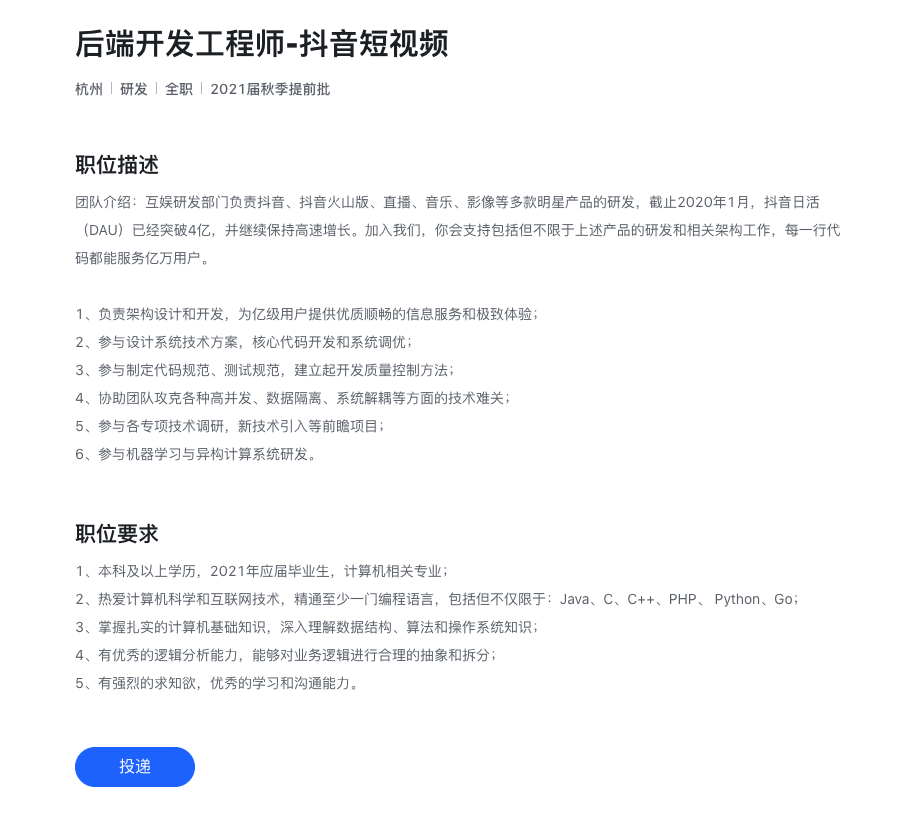 后端开发工程师-抖音短视频
杭州 | 研发 | 全职 | 2021届秋季提前批
职位描述
团队介绍：互娱研发部门负责抖音、抖音火山版、直播、音乐、影像等多款明星产品的研发，截止2020年1月，抖音日活
（DAU）已经突破4亿，并继续保持高速增长。加入我们，你会支持包括但不限于上述产品的研发和相关架构工作，每一行代
码都能服务亿万用户。
1、负责架构设计和开发，为亿级用户提供优质顺畅的信息服务和极致体验；
2、参与设计系统技术方案，核心代码开发和系统调优；
3、参与制定代码规范、测试规范，建立起开发质量控制方法；
4、协助团队攻克各种高并发、数据隔离、系统解耦等方面的技术难关；
5、参与各专项技术调研，新技术引入等前瞻项目；
6、参与机器学习与异构计算系统研发。
职位要求
1、本科及以上学历，2021年应届毕业生，计算机相关专业；
2、热爱计算机科学和互联网技术，精通至少一门编程语言，包括但不仅限于：Java、C、C++、PHP、 Python、Go；
3、掌握扎实的计算机基础知识，深入理解数据结构、算法和操作系统知识；
4、有优秀的逻辑分析能力，能够对业务逻辑进行合理的抽象和拆分；
5、有强烈的求知欲，优秀的学习和沟通能力。
投递